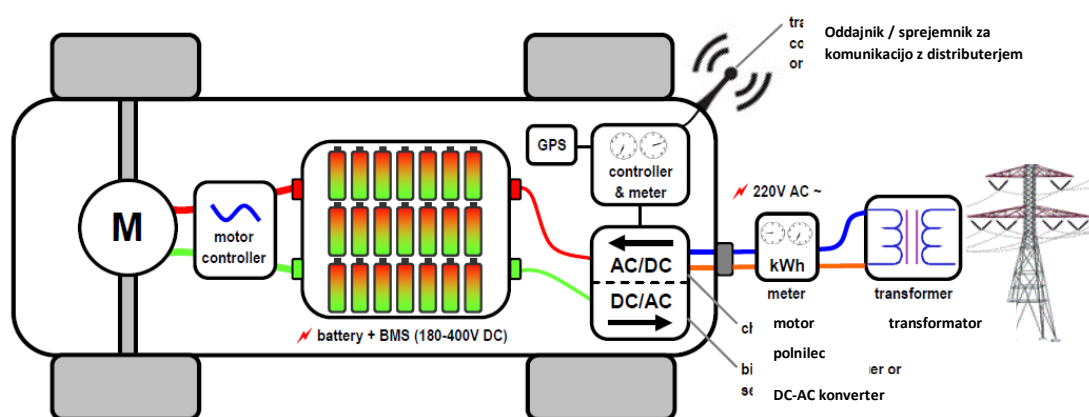 Oddajnik / sprejemnik za
komunikacijo z distributerjem
GPS
controller
& meter
220V AC ~
M
motor
controller
AC/DC
DC/AC
kWh
meter
transformer
battery + BMS (180-400V DC)
motor
transformator
polnilec
or
DC-AC konverter